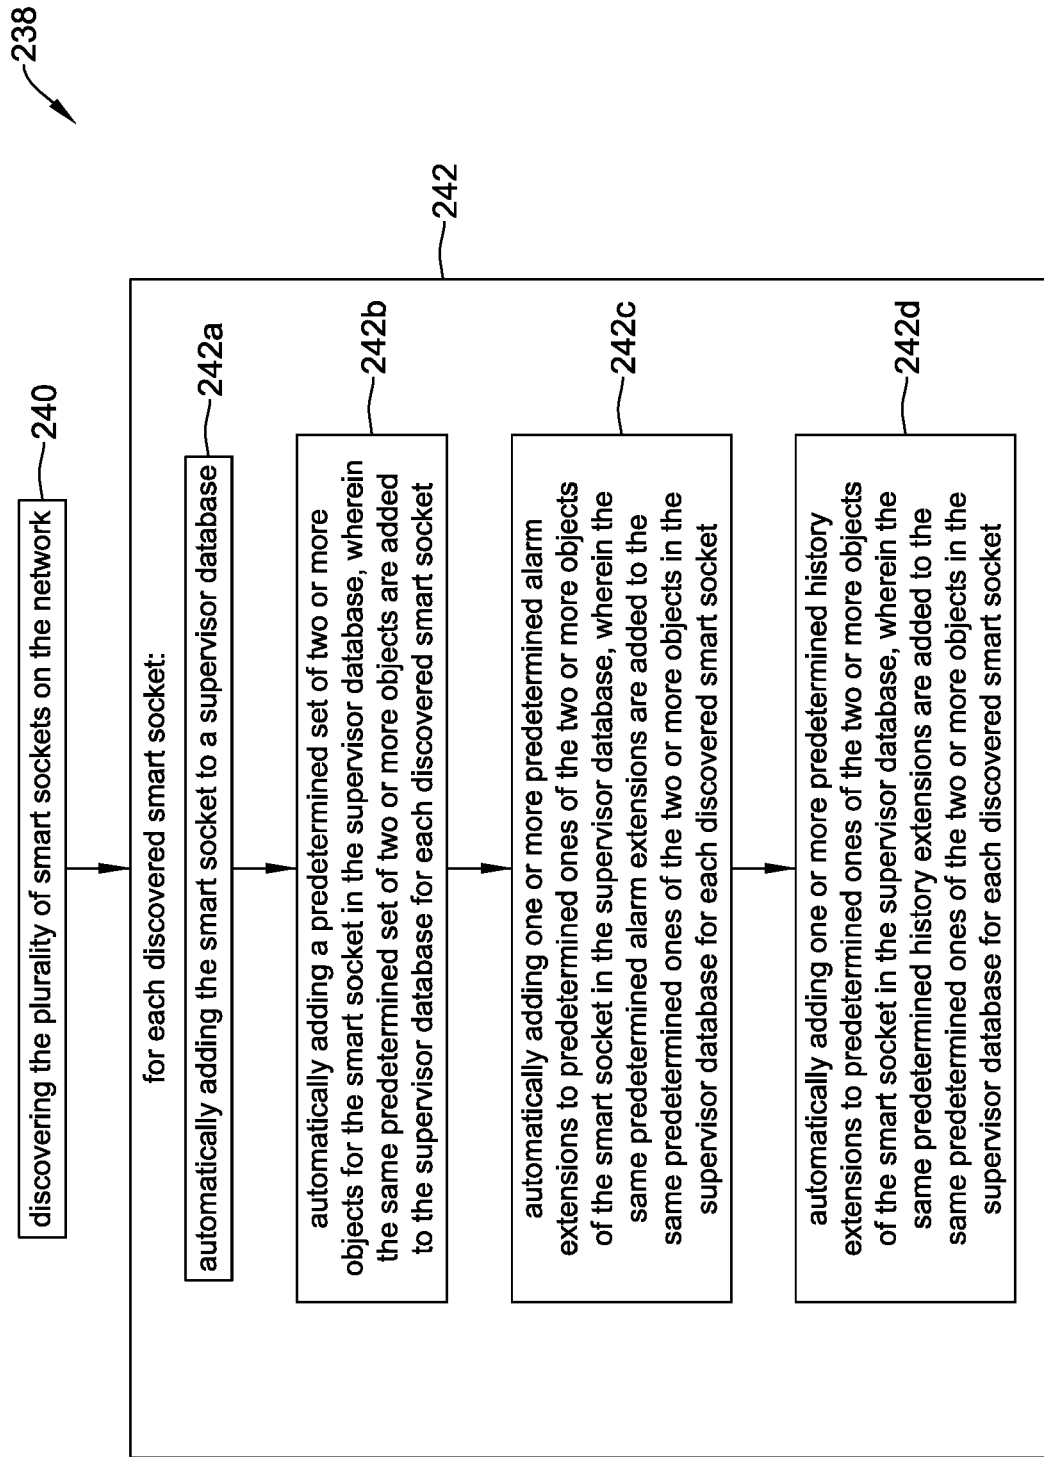 238
discovering the plurality of smart sockets on the network
240
242
for each discovered smart socket:
automatically adding the smart socket to a supervisor database
242a
automatically adding a predetermined set of two or more
objects for the smart socket in the supervisor database, wherein
the same predetermined set of two or more objects are added
to the supervisor database for each discovered smart socket
242b
automatically adding one or more predetermined alarm
extensions to predetermined ones of the two or more objects
of the smart socket in the supervisor database, wherein the
same predetermined alarm extensions are added to the
same predetermined ones of the two or more objects in the
supervisor database for each discovered smart socket
242c
automatically adding one or more predetermined history
extensions to predetermined ones of the two or more objects
of the smart socket in the supervisor database, wherein the
same predetermined history extensions are added to the
same predetermined ones of the two or more objects in the
supervisor database for each discovered smart socket
242d